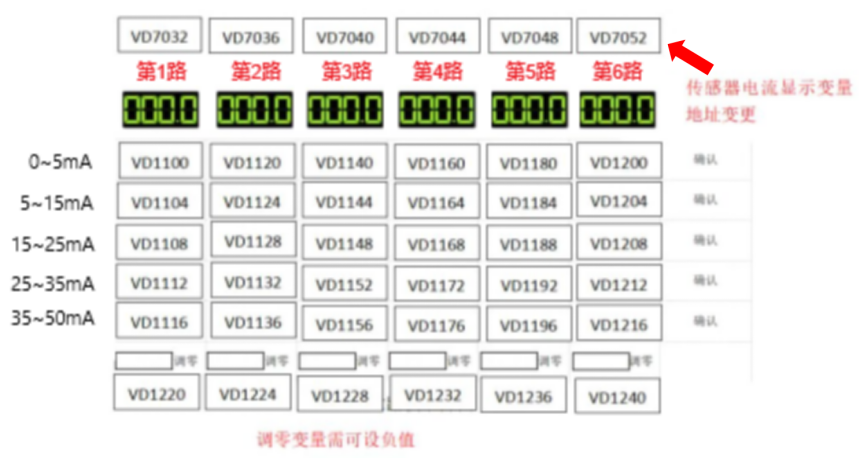 VD7032 VD7036 VD7040 VD7044 VD7048 VD7052
第1路 第2路 第3路 第4路 第5路 第6路
传感器电流显示变量
地址变更
000.0 000.0 000.0 000.0 000.0 000.0
0~5mA VD1100 VD1120 VD1140 VD1160 VD1180 VD1200 确认
5~15mA VD1104 VD1124 VD1144 VD1164 VD1184 VD1204 确认
15~25mA VD1108 VD1128 VD1148 VD1168 VD1188 VD1208 确认
25~35mA VD1112 VD1132 VD1152 VD1172 VD1192 VD1212 确认
35~50mA VD1116 VD1136 VD1156 VD1176 VD1196 VD1216 确认
调零 调零 调零 调零 调零 调零
VD1220 VD1224 VD1228 VD1232 VD1236 VD1240
调零变量需可设负值